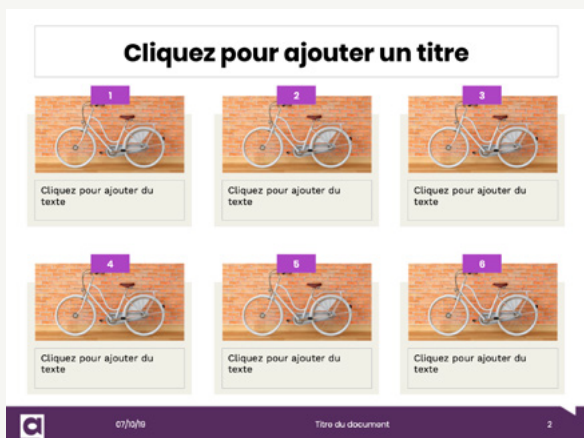 Cliquez pour ajouter un titre
1
2
3
Cliquez pour ajouter du
texte
Cliquez pour ajouter du
texte
Cliquez pour ajouter du
texte
4
5
6
Cliquez pour ajouter du
texte
Cliquez pour ajouter du
texte
Cliquez pour ajouter du
texte
a
07/10/19
Titre du document
2